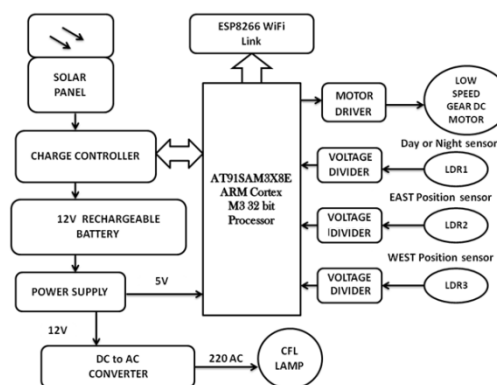 ESP8266 WiFi
Link
SOLAR
PANEL
MOTOR
DRIVER
LOW
SPEED
GEAR DC
MOTOR
Day or Night sensor
CHARGE CONTROLLER
AT91SAM3X8E
ARM Cortex
M3 32 bit
Processor
VOLTAGE
DIVIDER
LDR1
EAST Position sensor
12V RECHARGEABLE
BATTERY
VOLTAGE
DIVIDER
LDR2
WEST Position sensor
POWER SUPPLY
5V
VOLTAGE
DIVIDER
LDR3
12V
DC to AC
CONVERTER
220 AC
CFL
LAMP